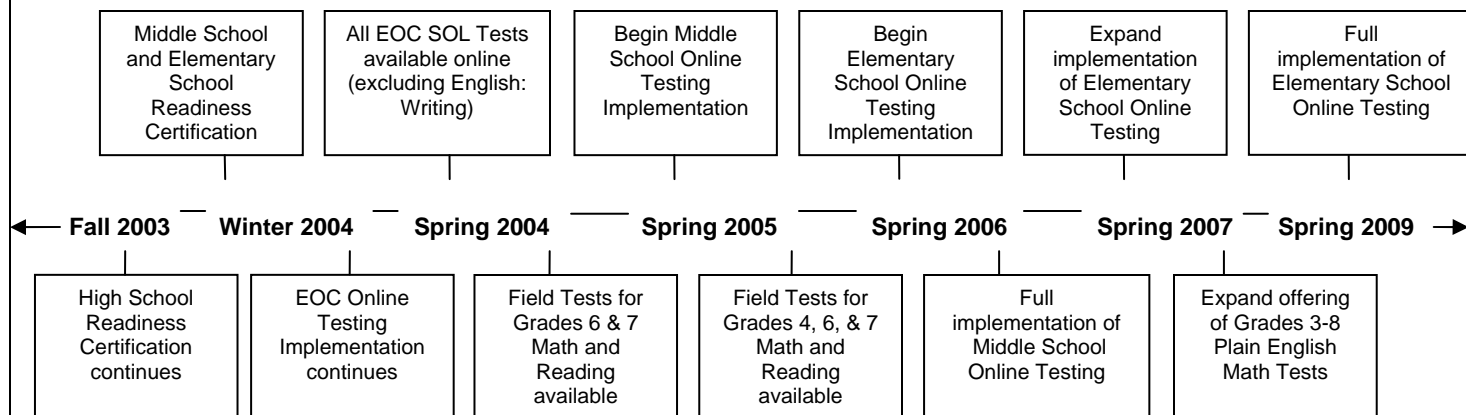 Middle School
and Elementary
School
Readiness
Certification
All EOC SOL Tests
available online
(excluding English:
Writing)
Begin Middle
School Online
Testing
Implementation
Begin
Elementary
School Online
Testing
Implementation
Expand
implementation
of Elementary
School Online
Testing
Full
implementation of
Elementary School
Online Testing
Fall 2003 Winter 2004 Spring 2004 Spring 2005 Spring 2006 Spring 2007 Spring 2009
High School
Readiness
Certification
continues
EOC Online
Testing
Implementation
continues
Field Tests for
Grades 6 & 7
Math and
Reading
available
Field Tests for
Grades 4, 6, & 7
Math and
Reading
available
Full
implementation of
Middle School
Online Testing
Expand offering
of Grades 3-8
Plain English
Math Tests